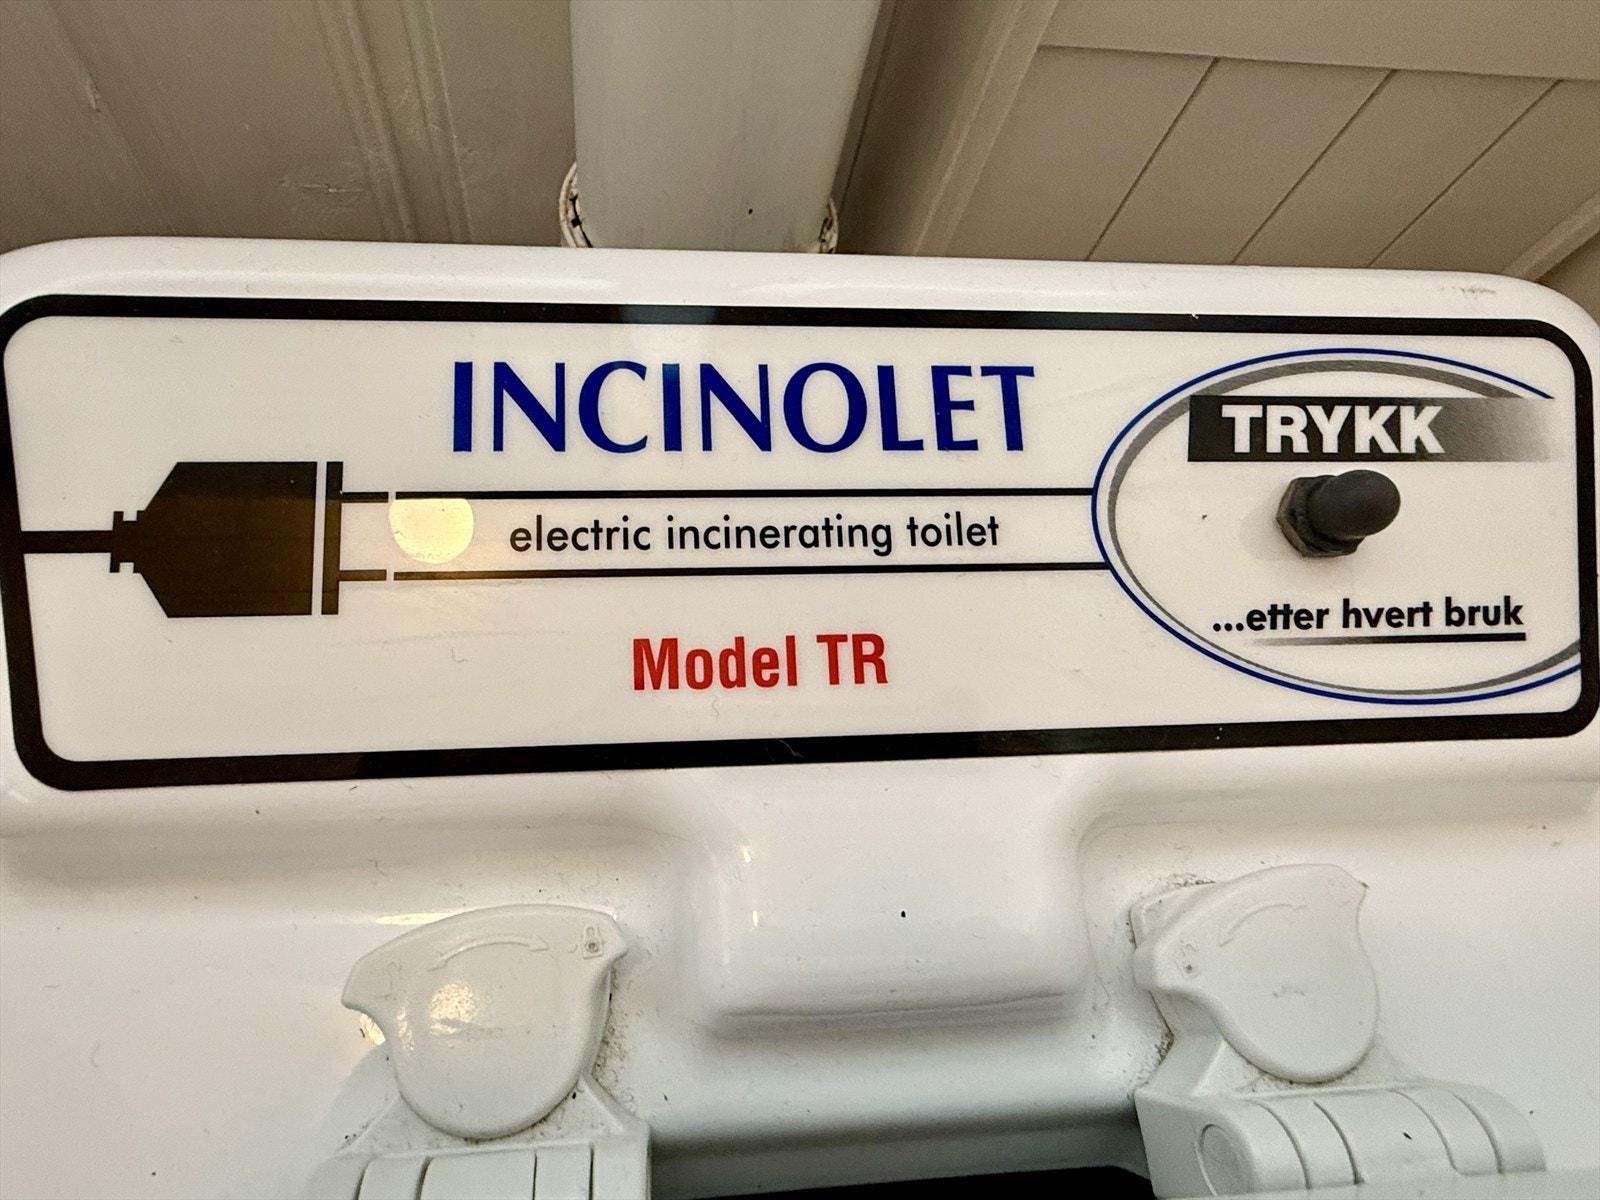 INCINOLET
electric incinerating toilet
Model TR
TRYKK
...etter hvert bruk